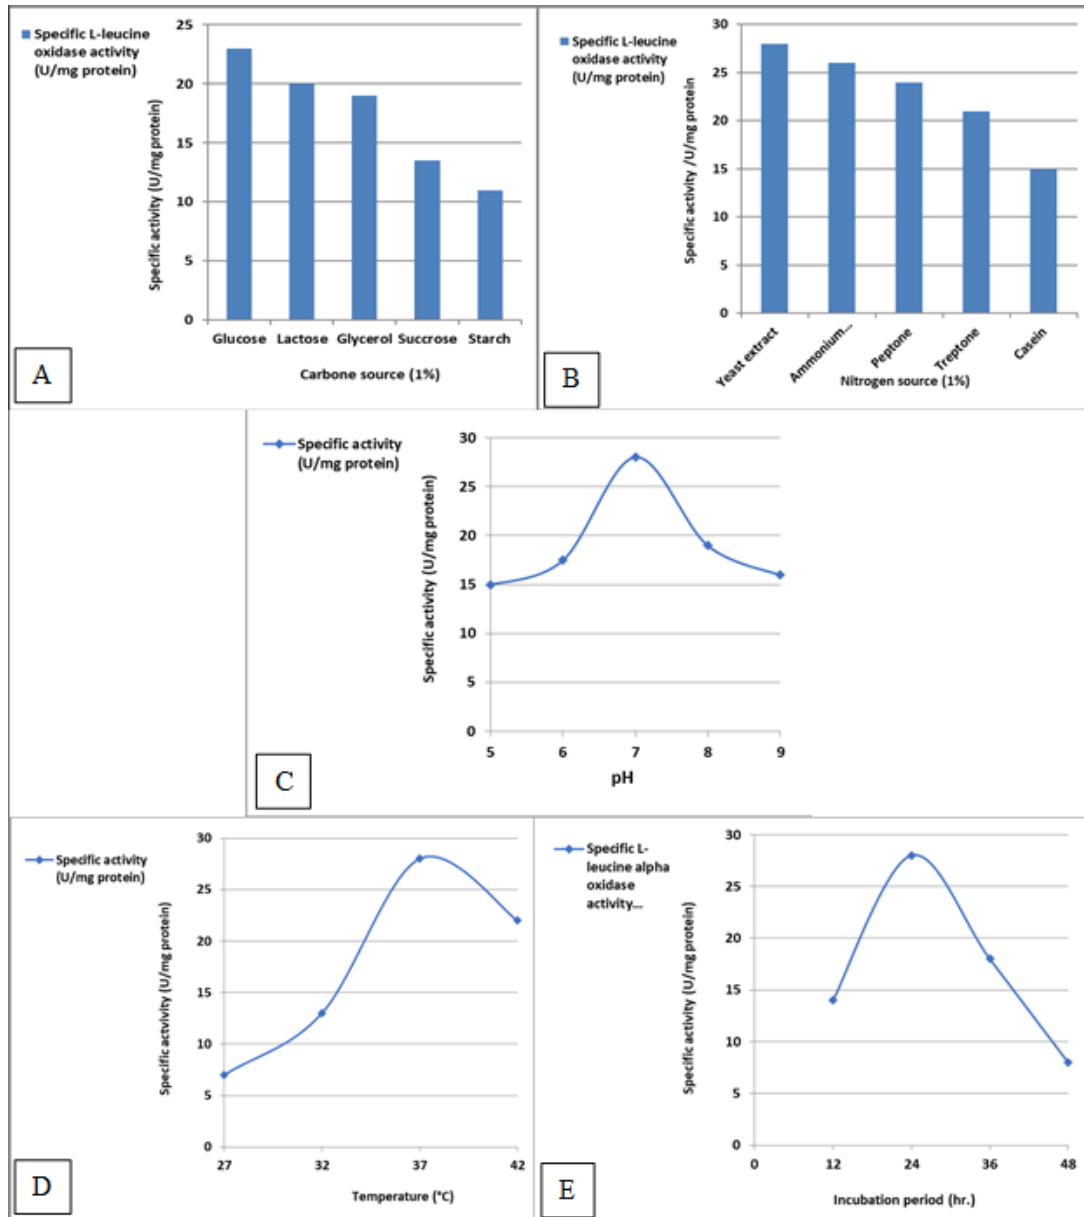 Specific L-leucine
oxidase activity
(U/mg protein)
Specific activity (U/mg protein)
25
20
15
10
5
0
Glucose Lactose Glycerol Succrose Starch
Carbone source (1%)
A
Specific L-leucine
oxidase activity
(U/mg protein)
Specific activity /U/mg protein
30
25
20
15
10
5
0
Yeast extract
Ammonium...
Peptone
Treptone
Casein
Nitrogen source (1%)
B
Specific activity
(U/mg protein)
Specific activity (U/mg protein)
30
25
20
15
10
5
0
5 6 7 8 9
pH
C
Specific activity
(U/mg protein)
Specific actvivity (U/mg protein)
30
25
20
15
10
5
0
27 32 37 42
Temperature (°C)
D
Specific L-
leucine alpha
oxidase
activity...
Specific activity (U/mg protein)
30
25
20
15
10
5
0
0 12 24 36 48
Incubation period (hr.)
E